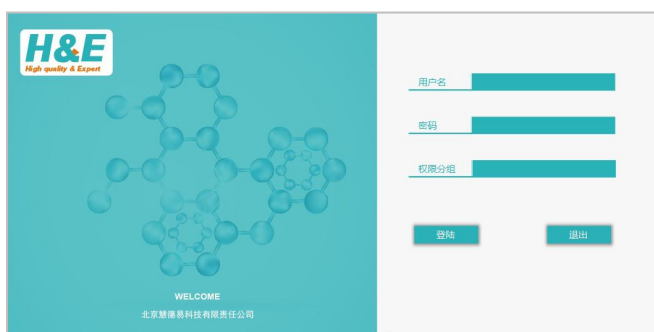 H&E
High quality & Expert
WELCOME
北京慧德易科技有限责任公司
用户名
密码
权限分组
登陆
退出